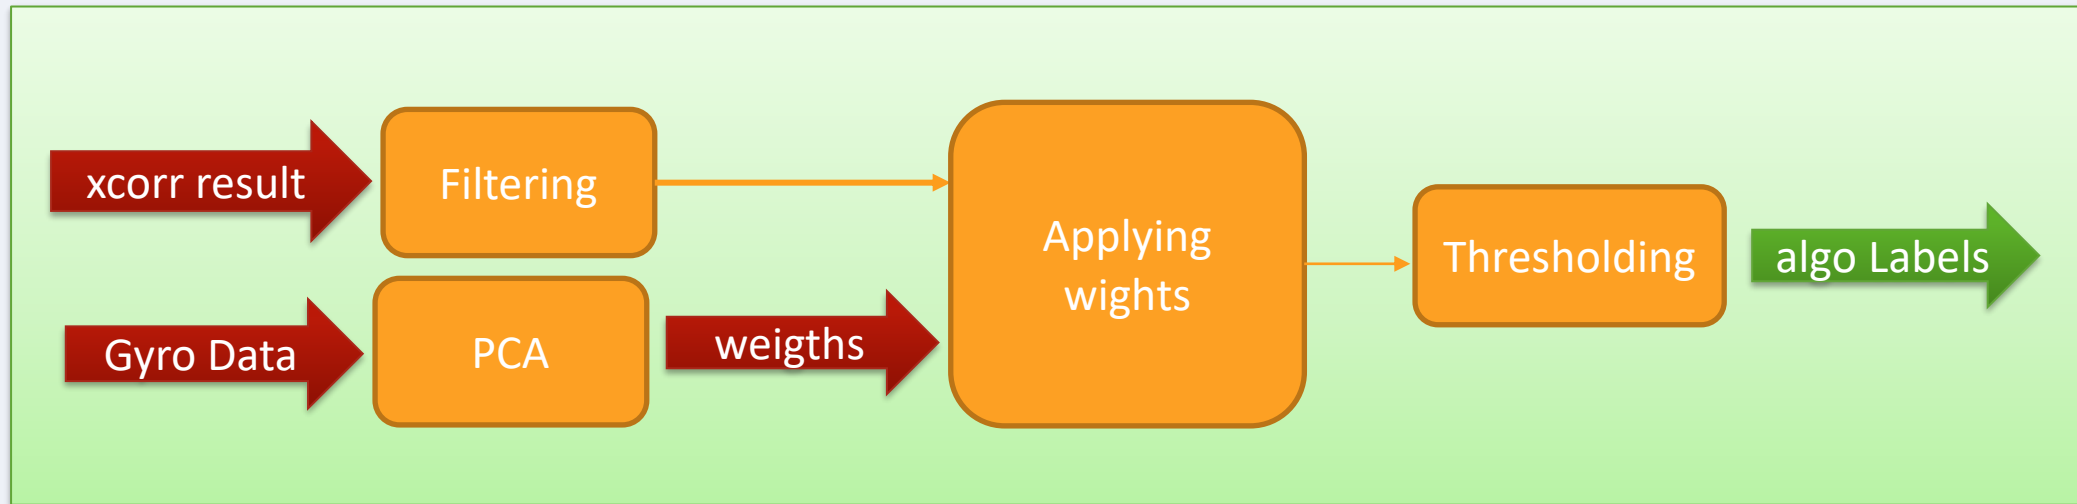 xcorr result
Filtering
Gyro Data
PCA
weigths
Applying
wights
Thresholding
algo Labels